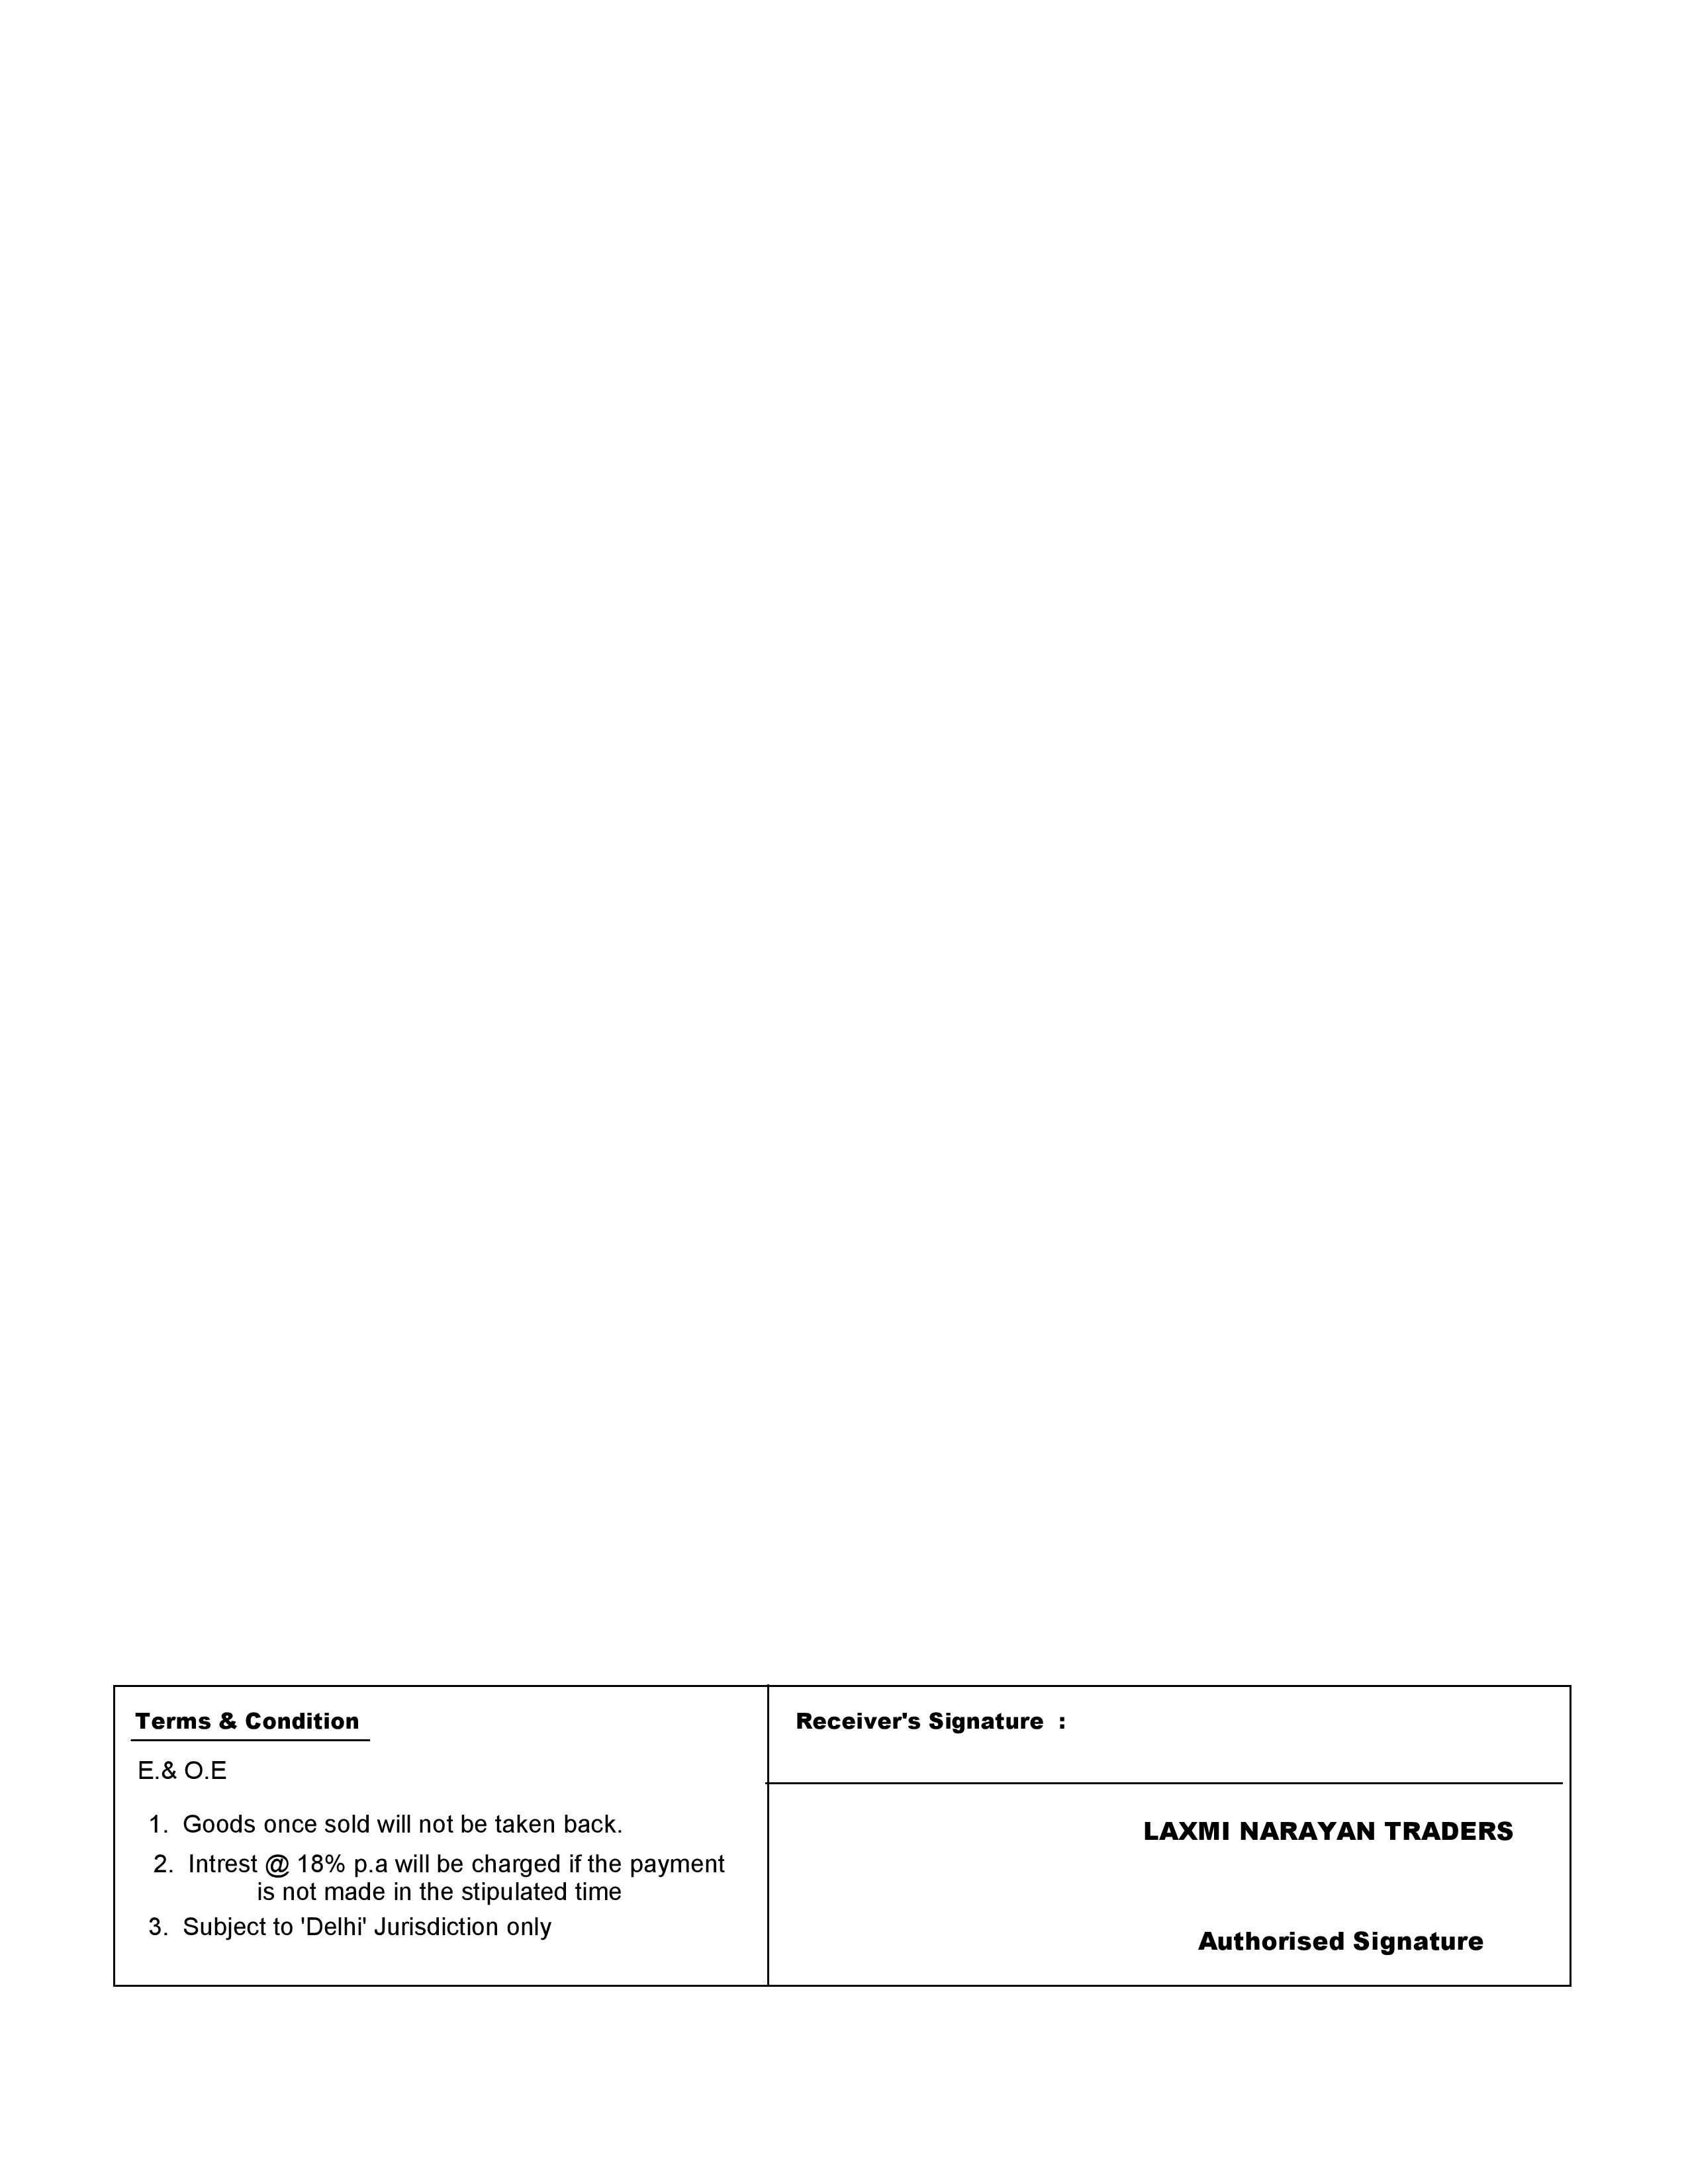 Terms & Condition
E.& O.E
1. Goods once sold will not be taken back.
2. Intrest @ 18% p.a will be charged if the payment
is not made in the stipulated time
3. Subject to 'Delhi' Jurisdiction only
Receiver's Signature :
LAXMI NARAYAN TRADERS
Authorised Signature